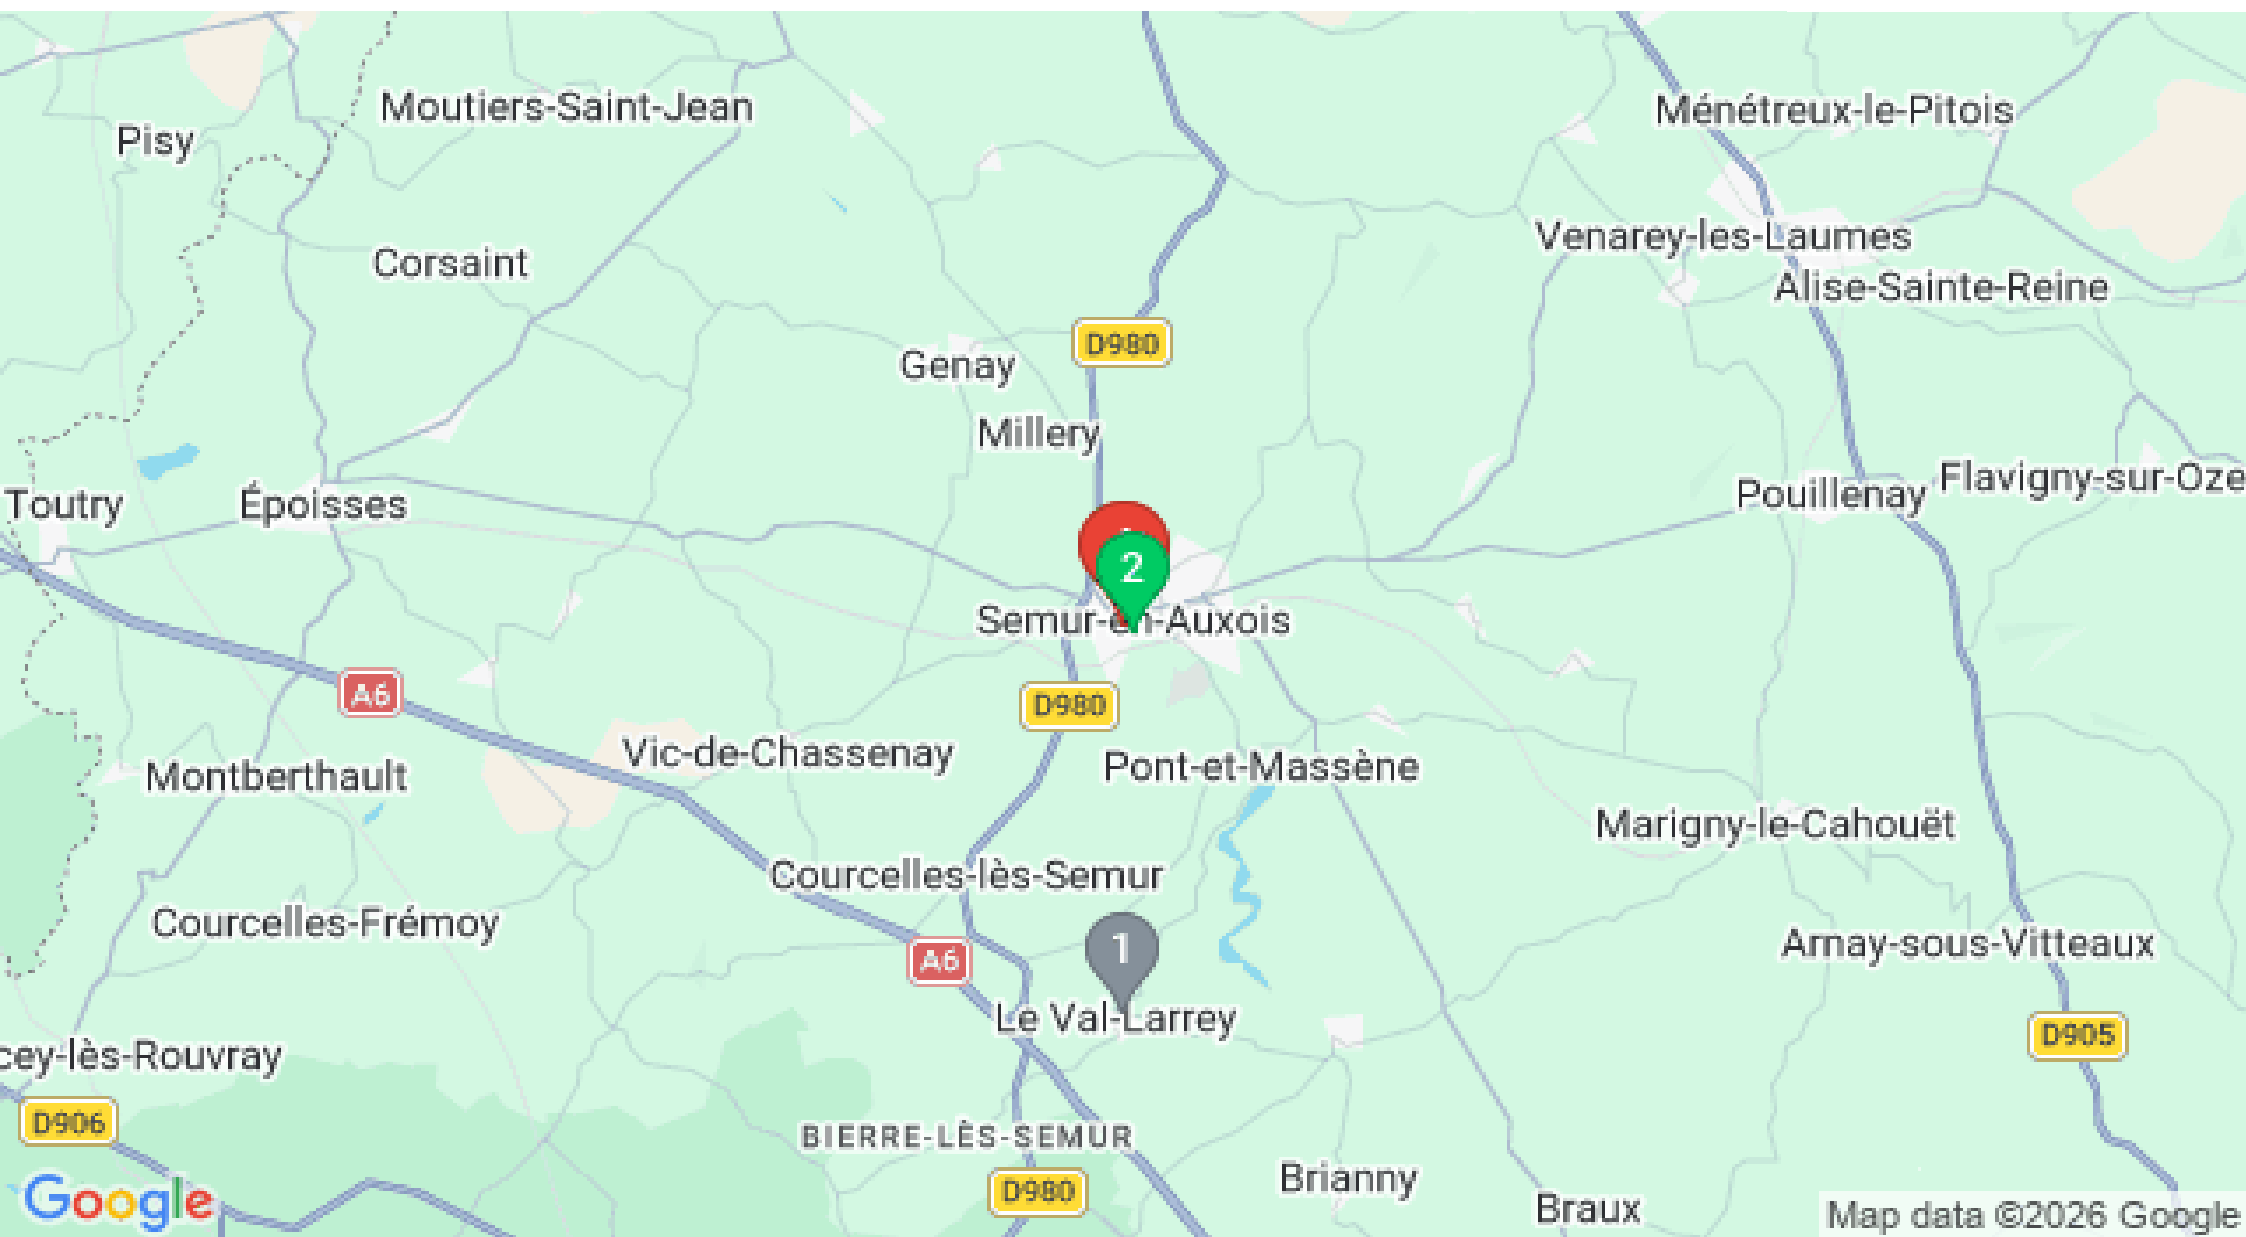 Moutiers-Saint-Jean
Ménétreux-le-Pitois
Pisy
Venarey-les-Laumes
Corsaint
Alise-Sainte-Reine
D980
Genay
Millery
Flavigny-sur-Oze
Pouillenay
Toutry
Époisses
2
Semur-en-Auxois
A6
D980
Vic-de-Chassenay
Pont-et-Massène
Montberthault
Marigny-le-Cahouët
Courcelles-lès-Semur
Courcelles-Frémoy
Arnay-sous-Vitteaux
1
A6
Le Val-Larrey
D905
cey-lès-Rouvray
D906
BIERRE-LÈS-SEMUR
Brianny
D980
Google
Braux
Map data ©2026 Google